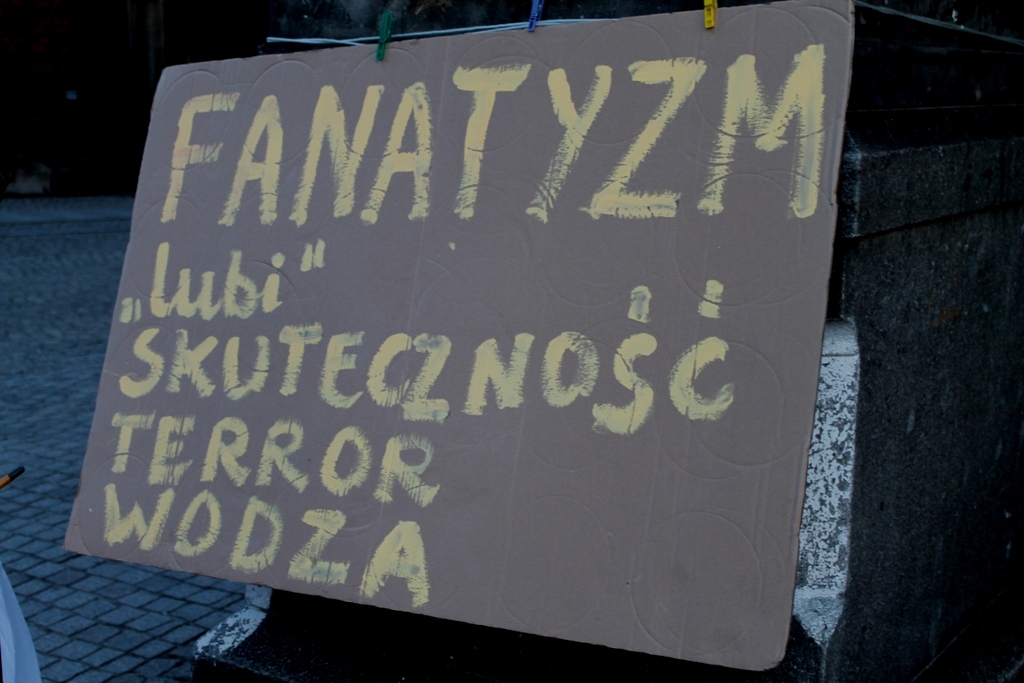 FANATYZM
„lubi"
SKUTECZNOŚĆ
TERROR
WODZA